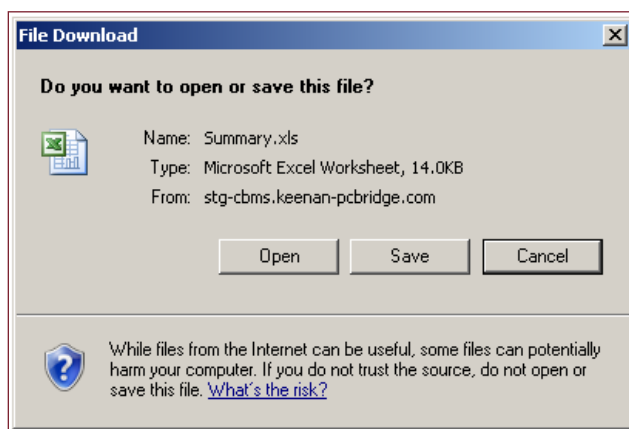 File Download
Do you want to open or save this file?
Name: Summary.xls
Type: Microsoft Excel Worksheet, 14.0KB
From: stg-cbms.keenan-pcbridge.com
Open Save Cancel
While files from the Internet can be useful, some files can potentially
harm your computer. If you do not trust the source, do not open or
save this file. What's the risk?